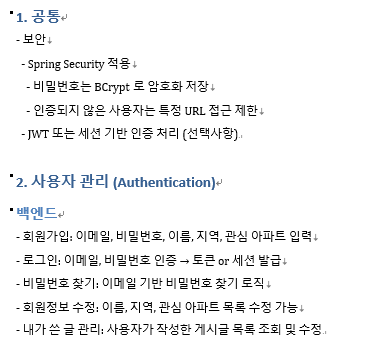 1. 공통
- 보안
- Spring Security 적용
- 비밀번호는 BCrypt 로 암호화 저장
- 인증되지 않은 사용자는 특정 URL 접근 제한
- JWT 또는 세션 기반 인증 처리 (선택사항)
2. 사용자 관리 (Authentication)
백엔드
- 회원가입: 이메일, 비밀번호, 이름, 지역, 관심 아파트 입력
- 로그인: 이메일, 비밀번호 인증 → 토큰 or 세션 발급
- 비밀번호 찾기: 이메일 기반 비밀번호 찾기 로직
- 회원정보 수정: 이름, 지역, 관심 아파트 목록 수정 가능
- 내가 쓴 글 관리: 사용자가 작성한 게시글 목록 조회 및 수정